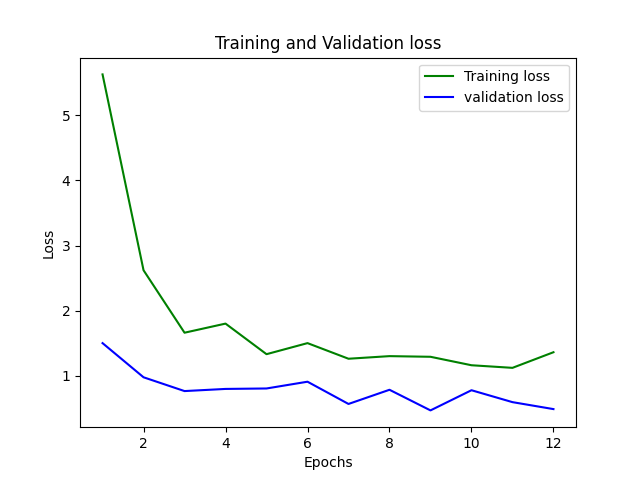 Training and Validation loss
Training loss
validation loss
Loss
5
4
3
2
1
2 4 6 8 10 12
Epochs